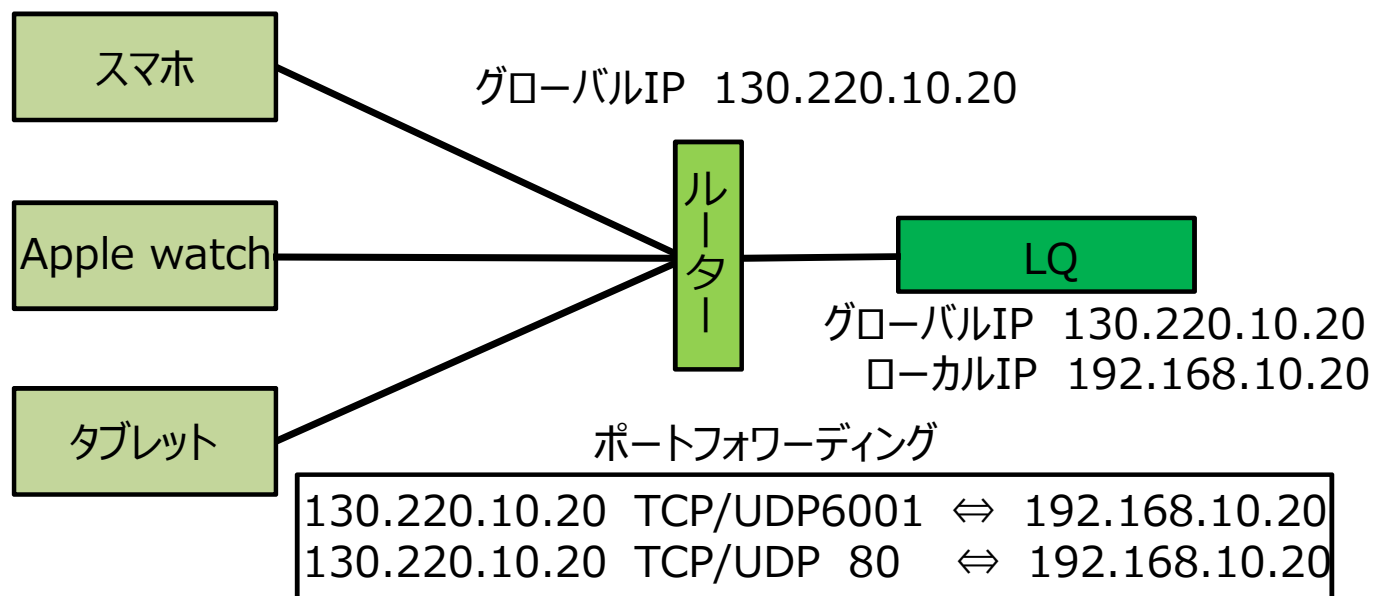 スマホ
グローバルIP 130.220.10.20
ルーター
Apple watch
LQ
グローバルIP 130.220.10.20
ローカルIP 192.168.10.20
タブレット
ポートフォワーディング
130.220.10.20 TCP/UDP6001 ⇔ 192.168.10.20
130.220.10.20 TCP/UDP 80 ⇔ 192.168.10.20